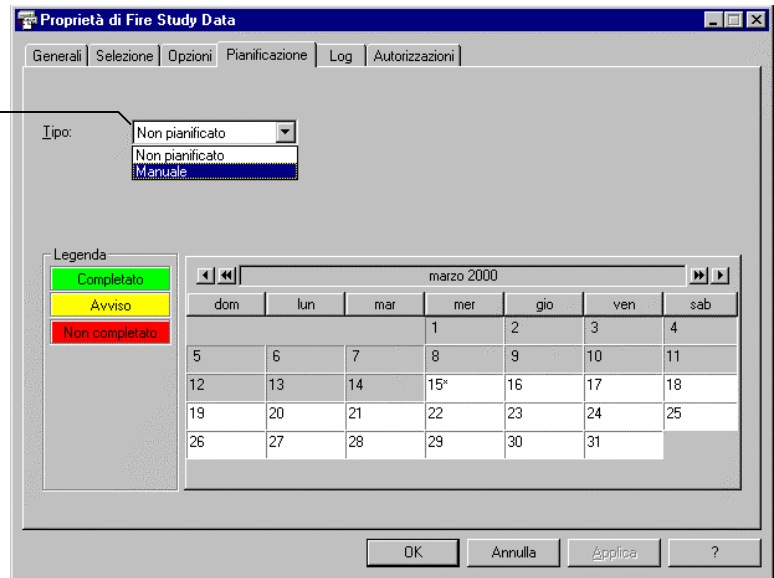 Proprietà di Fire Study Data
Generali Selezione Opzioni Pianificazione Log Autorizzazioni
Tipo: Non pianificato
Non pianificato
Manuale
Legenda
Completato
Avviso
Non completato
marzo 2000
dom lun mar mer gio ven sab
1 2 3 4
5 6 7 8 9 10 11
12 13 14 15* 16 17 18
19 20 21 22 23 24 25
26 27 28 29 30 31
OK Annulla Applica ?